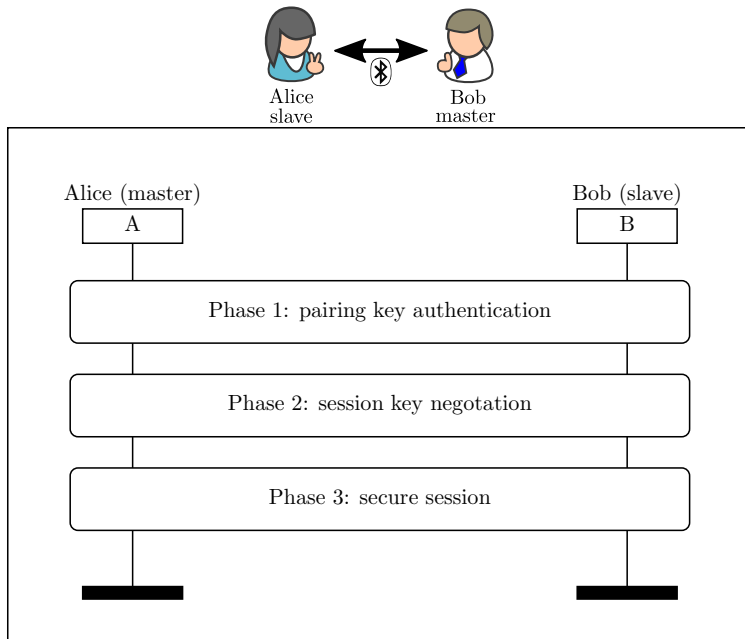 Alice
slave
Bob
master
Alice (master)
Bob (slave)
A
B
Phase 1: pairing key authentication
Phase 2: session key negotation
Phase 3: secure session